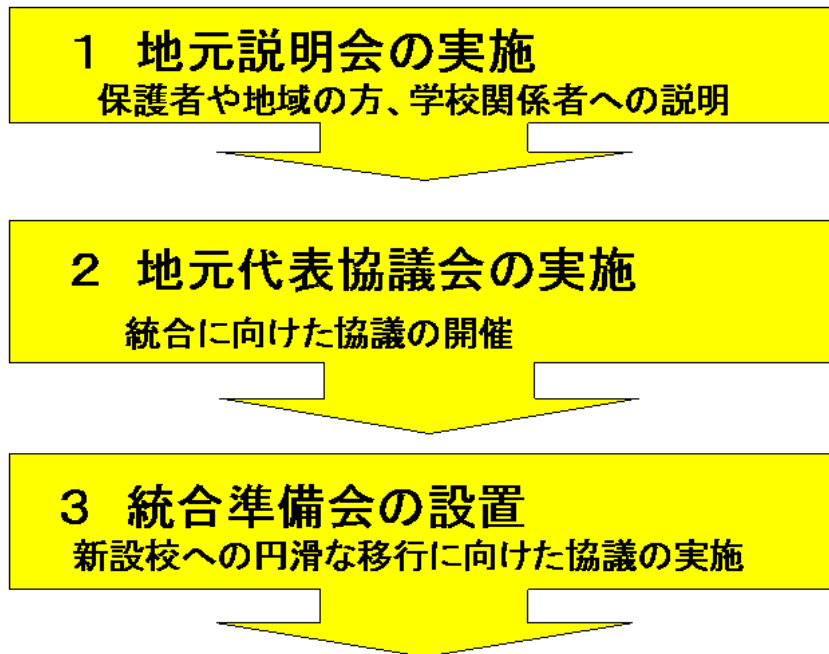 １ 地元説明会の実施
保護者や地域の方、学校関係者への説明
２ 地元代表協議会の実施
統合に向けた協議の開催
３ 統合準備会の設置
新設校への円滑な移行に向けた協議の実施